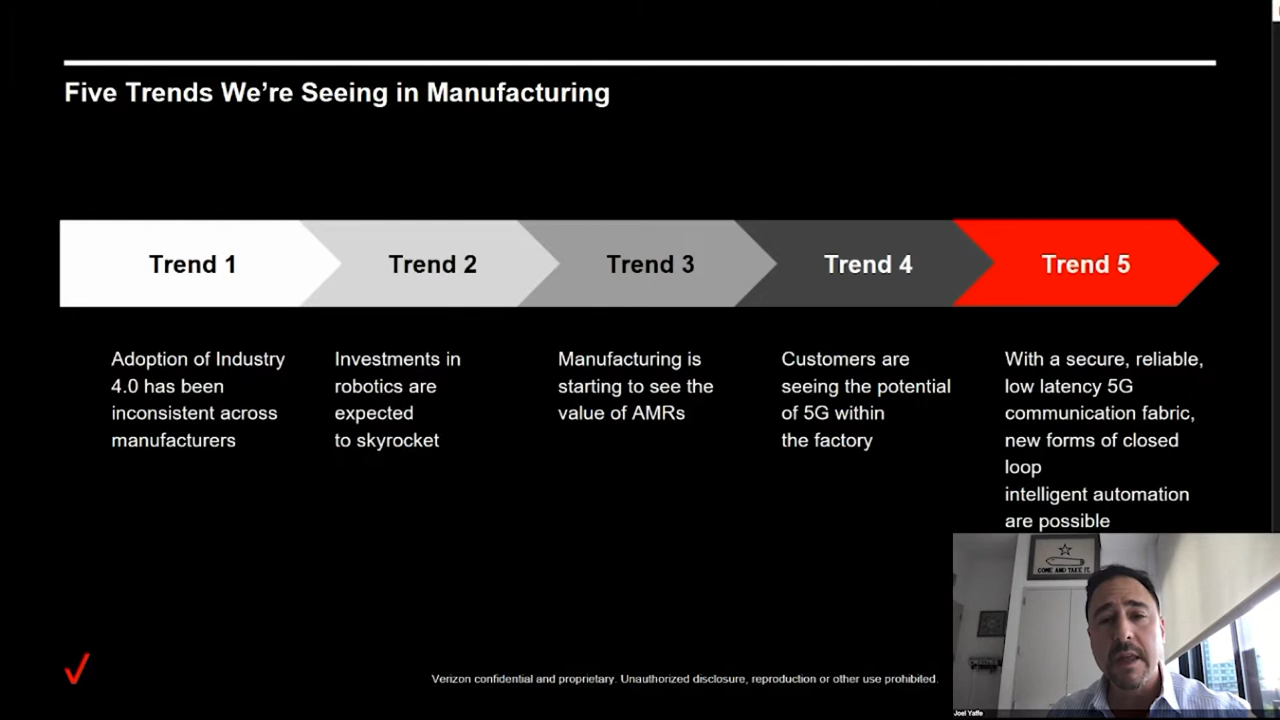 Five Trends We're Seeing in Manufacturing
Trend 1
Trend 2
Trend 3
Trend 4
Trend 5
Adoption of Industry
4.0 has been
inconsistent across
manufacturers
Investments in
robotics are
expected
to skyrocket
Manufacturing is
starting to see the
value of AMRs
Customers are
seeing the potential
of 5G within
the factory
With a secure, reliable,
low latency 5G
communication fabric,
new forms of closed
loop
intelligent automation
are possible
COME AND TAKE IT
Verizon confidential and proprietary. Unauthorized disclosure, reproduction or other use prohibited.
Joel Yaffe